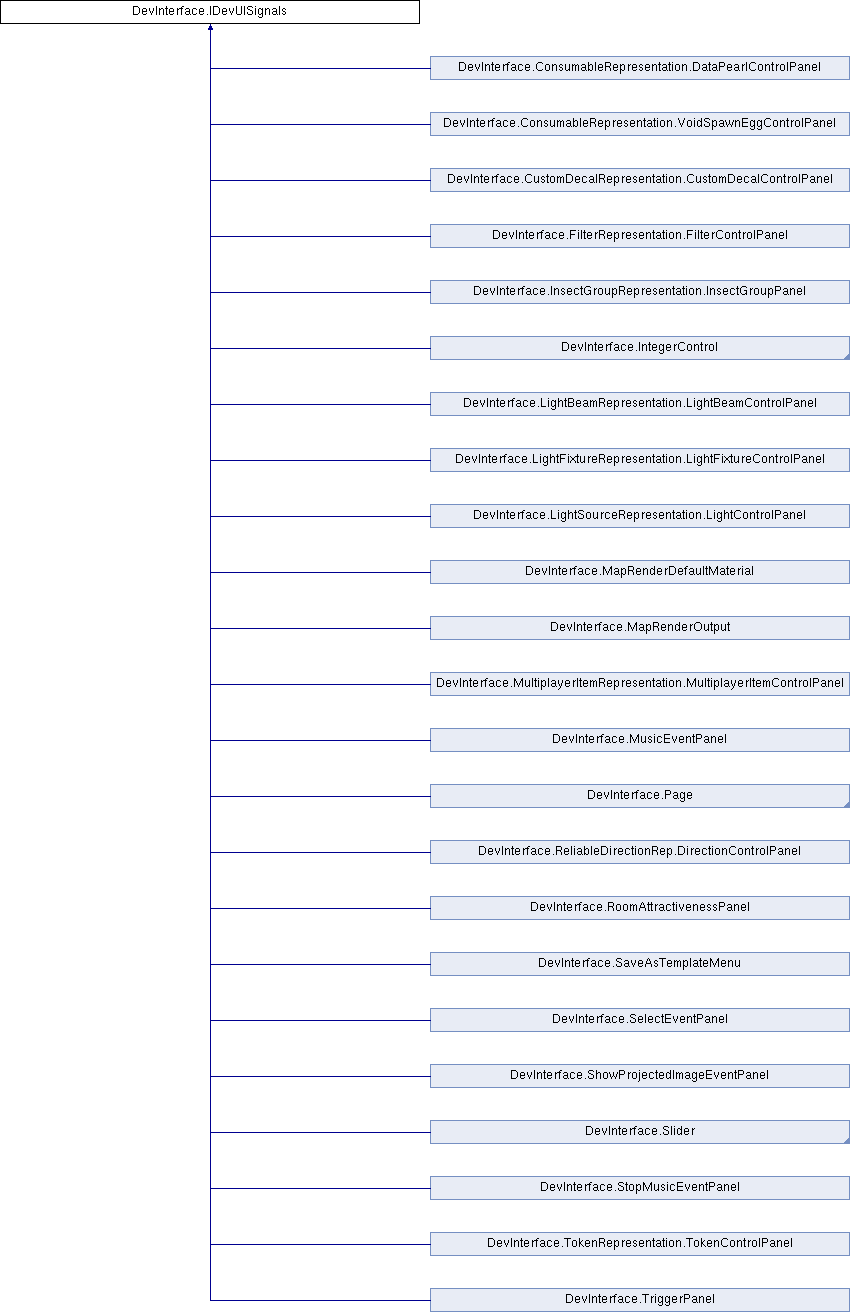 DevInterface.IDevUISignals
DevInterface.ConsumableRepresentation.DataPearlControlPanel
DevInterface.ConsumableRepresentation.VoidSpawnEggControlPanel
DevInterface.CustomDecalRepresentation.CustomDecalControlPanel
DevInterface.FilterRepresentation.FilterControlPanel
DevInterface.InsectGroupRepresentation.InsectGroupPanel
DevInterface.IntegerControl
DevInterface.LightBeamRepresentation.LightBeamControlPanel
DevInterface.LightFixtureRepresentation.LightFixtureControlPanel
DevInterface.LightSourceRepresentation.LightControlPanel
DevInterface.MapRenderDefaultMaterial
DevInterface.MapRenderOutput
DevInterface.MultiplayerItemRepresentation.MultiplayerItemControlPanel
DevInterface.MusicEventPanel
DevInterface.Page
DevInterface.ReliableDirectionRep.DirectionControlPanel
DevInterface.RoomAttractivenessPanel
DevInterface.SaveAsTemplateMenu
DevInterface.SelectEventPanel
DevInterface.ShowProjectedImageEventPanel
DevInterface.Slider
DevInterface.StopMusicEventPanel
DevInterface.TokenRepresentation.TokenControlPanel
DevInterface.TriggerPanel